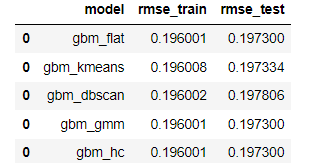 model rmse_train rmse_test
0 gbm_flat 0.196001 0.197300
0 gbm_kmeans 0.196008 0.197334
0 gbm_dbscan 0.196002 0.197806
0 gbm_gmm 0.196001 0.197300
0 gbm_hc 0.196001 0.197300